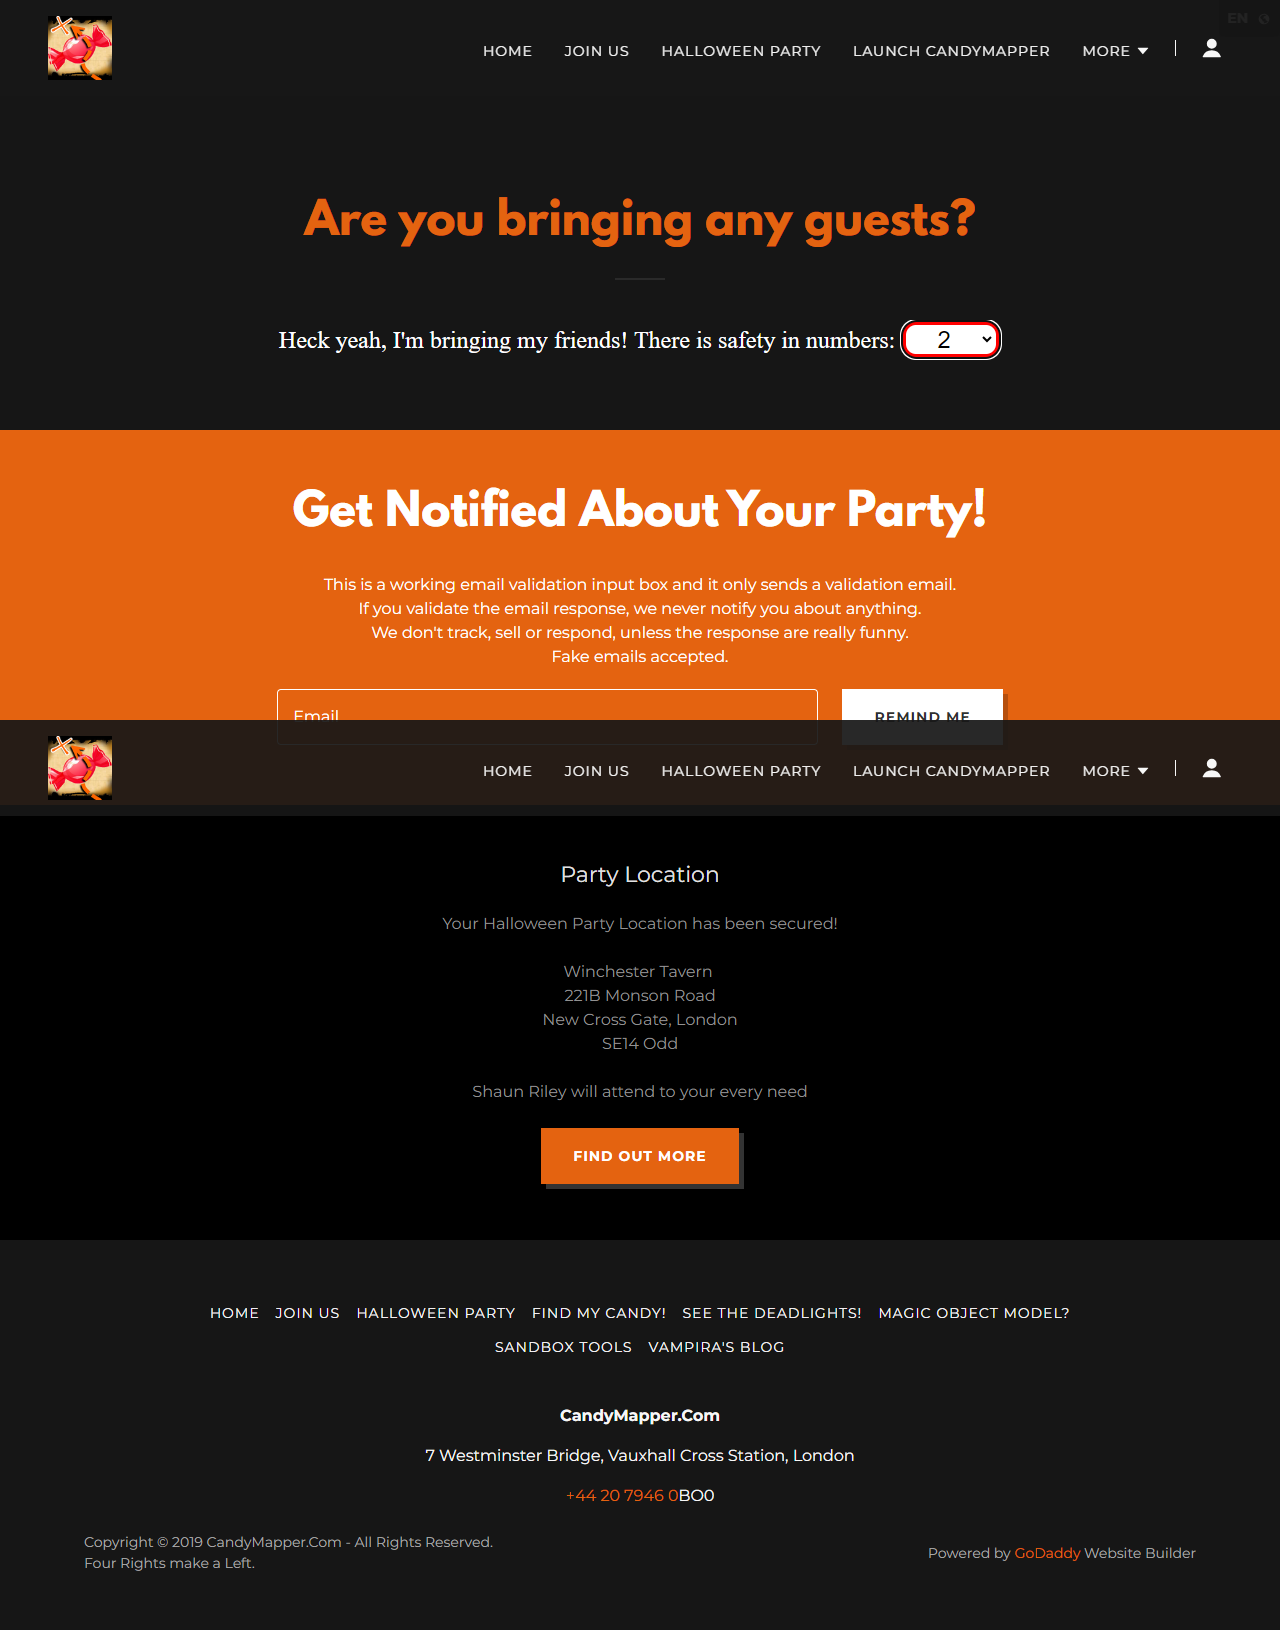 EN
HOME JOIN US HALLOWEEN PARTY LAUNCH CANDYMAPPER MORE
Are you bringing any guests?
Heck yeah, I'm bringing my friends! There is safety in numbers: 2
Get Notified About Your Party!
This is a working email validation input box and it only sends a validation email.
If you validate the email response, we never notify you about anything.
We don't track, sell or respond, unless the response are really funny.
Fake emails accepted.
Email REMIND ME
HOME JOIN US HALLOWEEN PARTY LAUNCH CANDYMAPPER MORE
Party Location
Your Halloween Party Location has been secured!
Winchester Tavern
221B Monson Road
New Cross Gate, London
SE14 Odd
Shaun Riley will attend to your every need
FIND OUT MORE
HOME JOIN US HALLOWEEN PARTY FIND MY CANDY! SEE THE DEADLIGHTS! MAGIC OBJECT MODEL?
SANDBOX TOOLS VAMPIRA'S BLOG
CandyMapper.Com
7 Westminster Bridge, Vauxhall Cross Station, London
+44 20 7946 0BO0
Copyright © 2019 CandyMapper.Com - All Rights Reserved.
Four Rights make a Left.
Powered by GoDaddy Website Builder